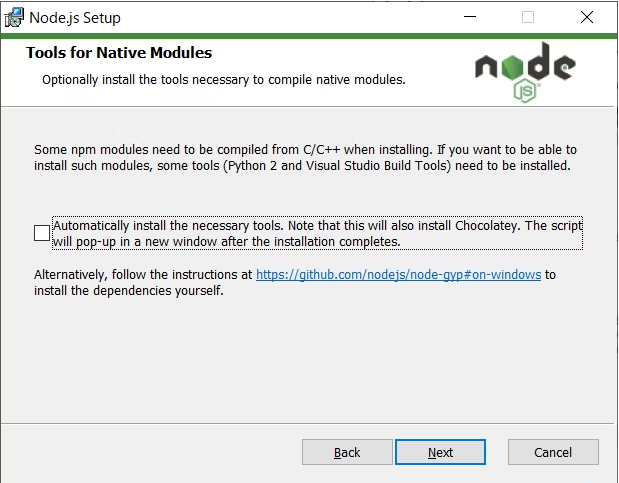 Node.js Setup
Tools for Native Modules
Optionally install the tools necessary to compile native modules.
node
JS
Some npm modules need to be compiled from C/C++ when installing. If you want to be able to
install such modules, some tools (Python 2 and Visual Studio Build Tools) need to be installed.
Automatically install the necessary tools. Note that this will also install Chocolatey. The script
will pop-up in a new window after the installation completes.
Alternatively, follow the instructions at https://github.com/nodejs/node-gyp#on-windows to
install the dependencies yourself.
Back Next Cancel